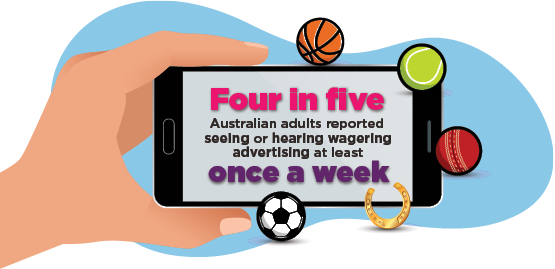 Four in five
Australian adults reported
seeing or hearing wagering
advertising at least
once a week